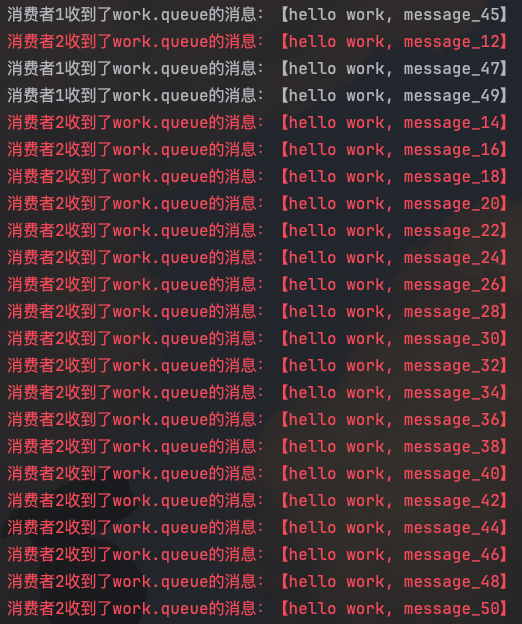 消费者1收到了work.queue的消息：【hello work, message_45】
消费者2收到了work.queue的消息：【hello work, message_12】
消费者1收到了work.queue的消息：【hello work, message_47】
消费者1收到了work.queue的消息：【hello work, message_49】
消费者2收到了work.queue的消息：【hello work, message_14】
消费者2收到了work.queue的消息：【hello work, message_16】
消费者2收到了work.queue的消息：【hello work, message_18】
消费者2收到了work.queue的消息：【hello work, message_20】
消费者2收到了work.queue的消息：【hello work, message_22】
消费者2收到了work.queue的消息：【hello work, message_24】
消费者2收到了work.queue的消息：【hello work, message_26】
消费者2收到了work.queue的消息：【hello work, message_28】
消费者2收到了work.queue的消息：【hello work, message_30】
消费者2收到了work.queue的消息：【hello work, message_32】
消费者2收到了work.queue的消息：【hello work, message_34】
消费者2收到了work.queue的消息：【hello work, message_36】
消费者2收到了work.queue的消息：【hello work, message_38】
消费者2收到了work.queue的消息：【hello work, message_40】
消费者2收到了work.queue的消息：【hello work, message_42】
消费者2收到了work.queue的消息：【hello work, message_44】
消费者2收到了work.queue的消息：【hello work, message_46】
消费者2收到了work.queue的消息：【hello work, message_48】
消费者2收到了work.queue的消息：【hello work, message_50】